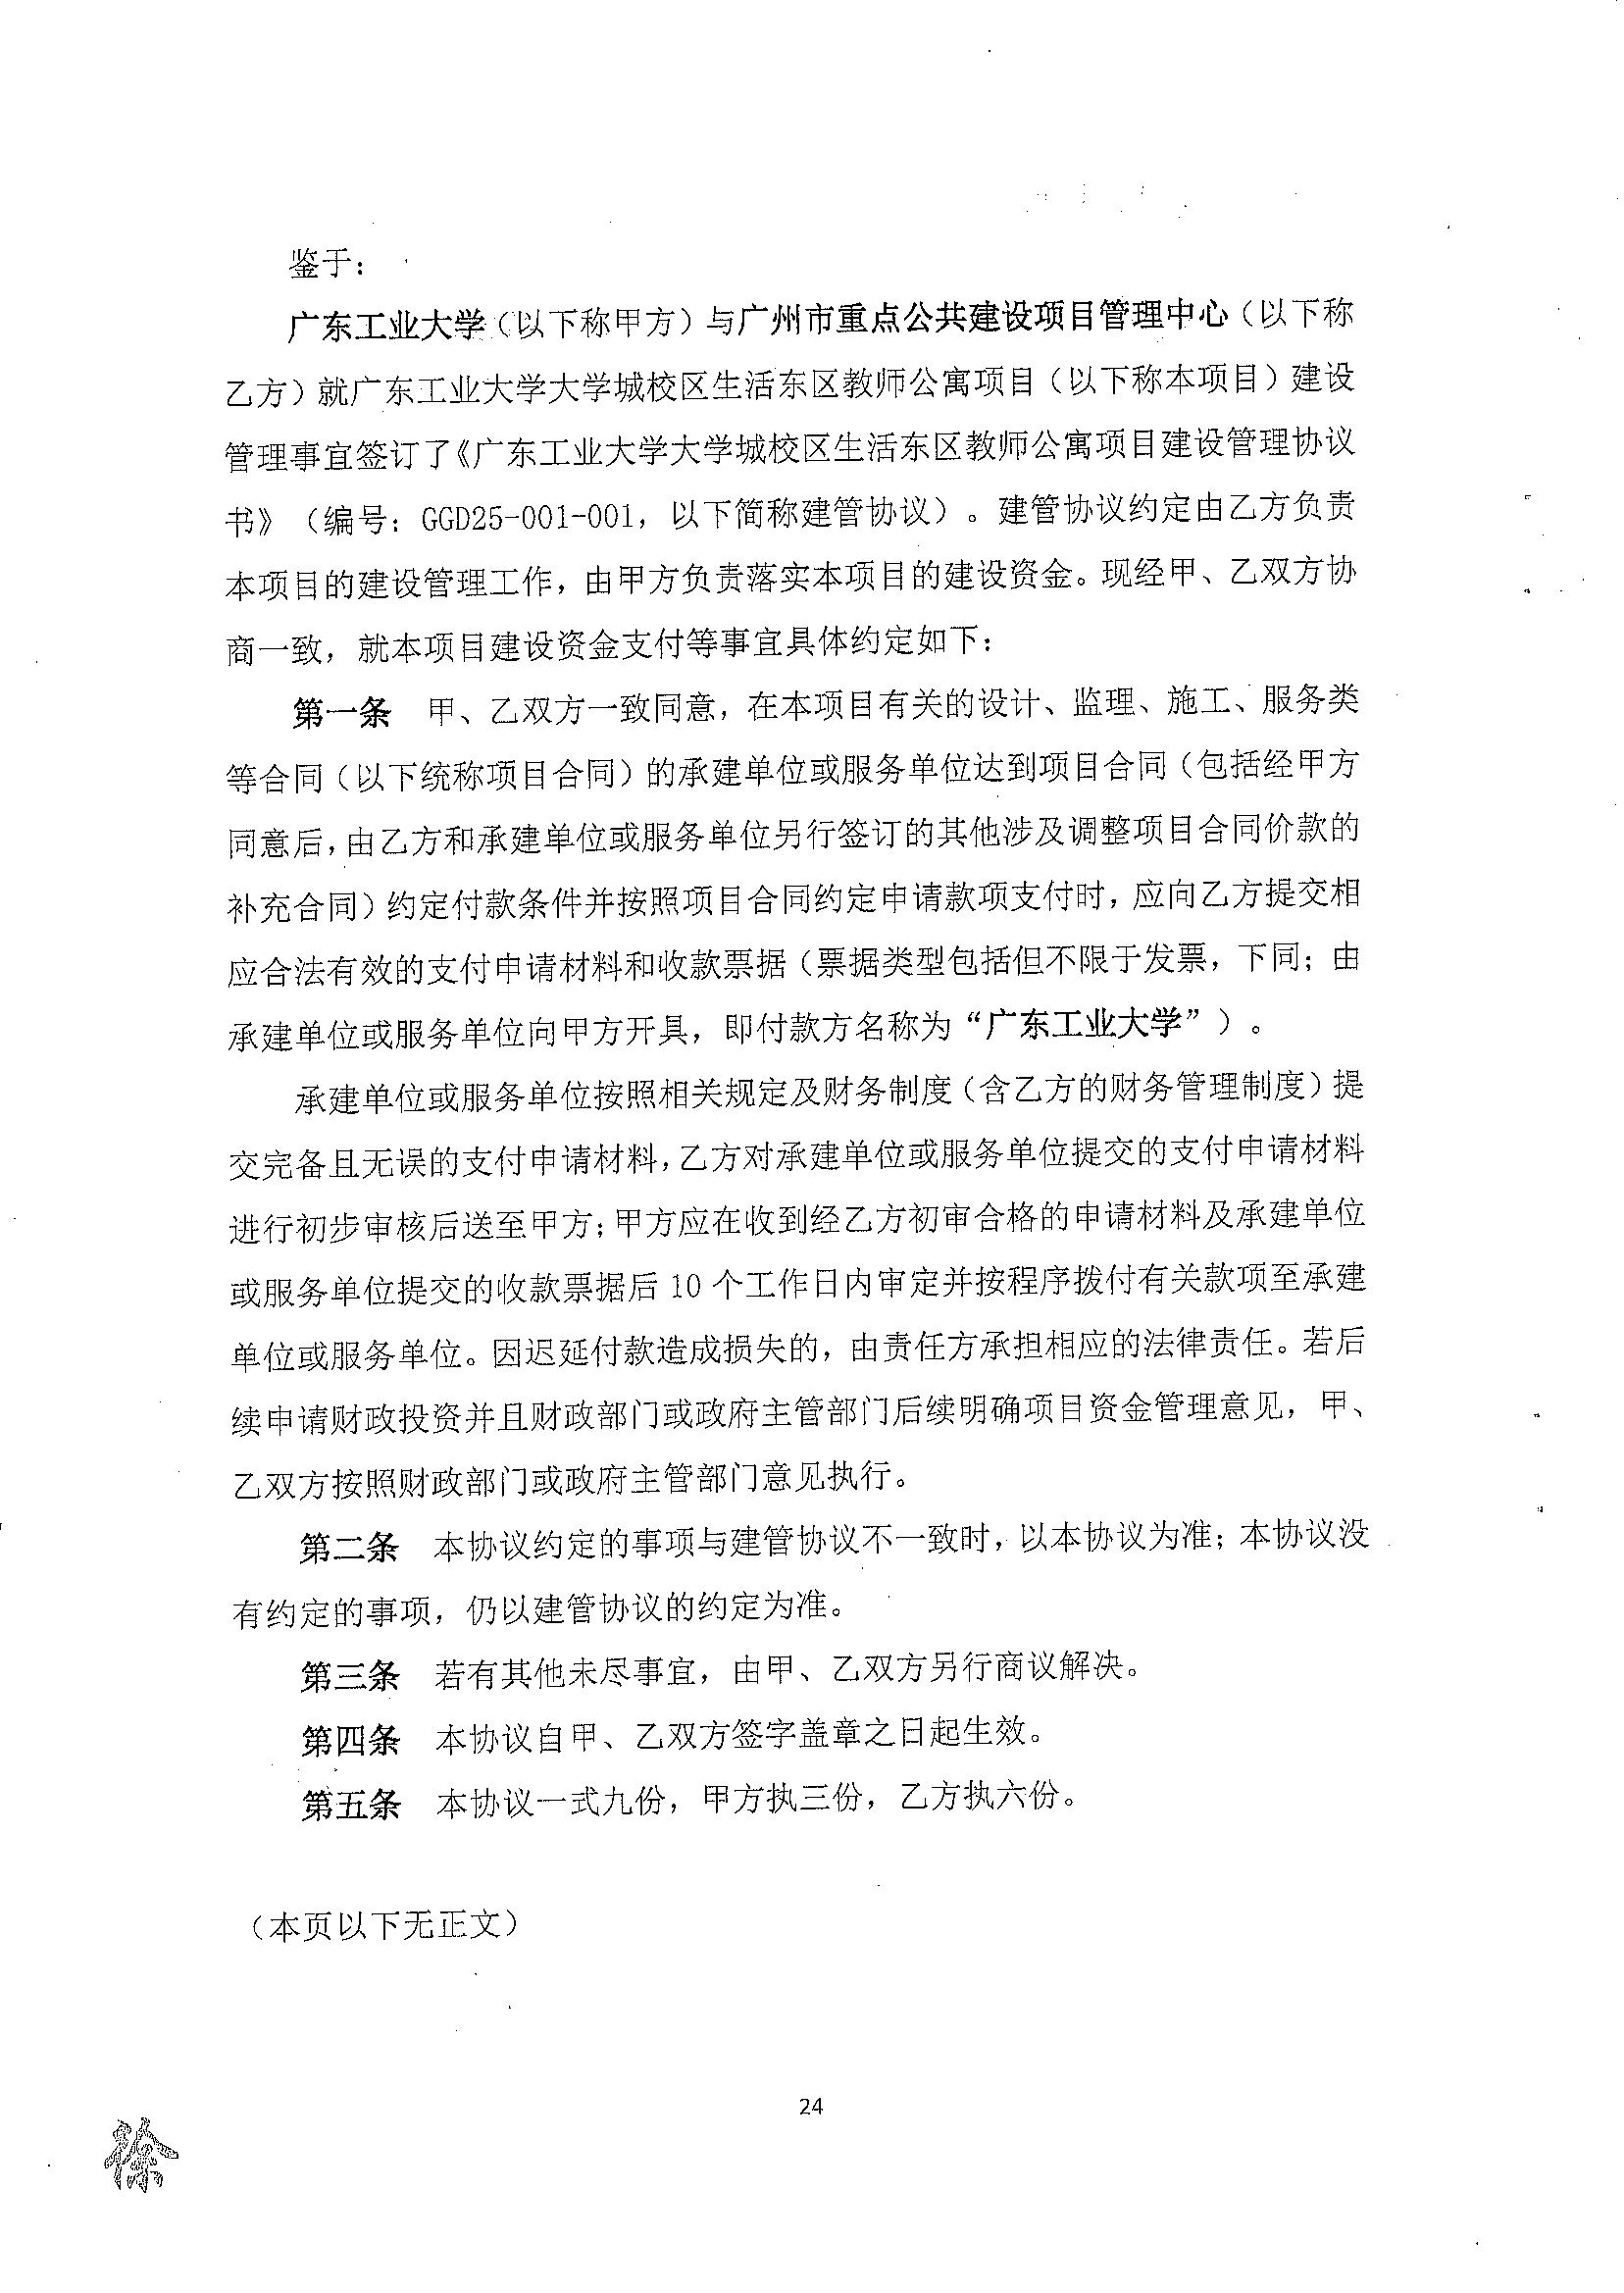 鉴于：
广东工业大学（以下称甲方）与广州市重点公共建设项目管理中心（以下称
乙方）就广东工业大学大学城校区生活东区教师公寓项目（以下称本项目）建设
管理事宜签订了《广东工业大学大学城校区生活东区教师公寓项目建设管理协议
书》（编号：GGD25-001-001，以下简称建管协议）。建管协议约定由乙方负责
本项目的建设管理工作，由甲方负责落实本项目的建设资金。现经甲、乙双方协
商一致，就本项目建设资金支付等事宜具体约定如下：
第一条 甲、乙双方一致同意，在本项目有关的设计、监理、施工、服务类
等合同（以下统称项目合同）的承建单位或服务单位达到项目合同（包括经甲方
同意后，由乙方和承建单位或服务单位另行签订的其他涉及调整项目合同价款的
补充合同）约定付款条件并按照项目合同约定申请款项支付时，应向乙方提交相
应合法有效的支付申请材料和收款票据（票据类型包括但不限于发票，下同；由
承建单位或服务单位向甲方开具，即付款方名称为“广东工业大学”）。
承建单位或服务单位按照相关规定及财务制度（含乙方的财务管理制度）提
交完备且无误的支付申请材料，乙方对承建单位或服务单位提交的支付申请材料
进行初步审核后送至甲方；甲方应在收到经乙方初审合格的申请材料及承建单位
或服务单位提交的收款票据后 10 个工作日内审定并按程序拨付有关款项至承建
单位或服务单位。因迟延付款造成损失的，由责任方承担相应的法律责任。若后
续申请财政投资并且财政部门或政府主管部门后续明确项目资金管理意见，甲、
乙双方按照财政部门或政府主管部门意见执行。
第二条 本协议约定的事项与建管协议不一致时，以本协议为准；本协议没
有约定的事项，仍以建管协议的约定为准。
第三条 若有其他未尽事宜，由甲、乙双方另行商议解决。
第四条 本协议自甲、乙双方签字盖章之日起生效。
第五条 本协议一式九份，甲方执三份，乙方执六份。
（本页以下无正文）
24
徐